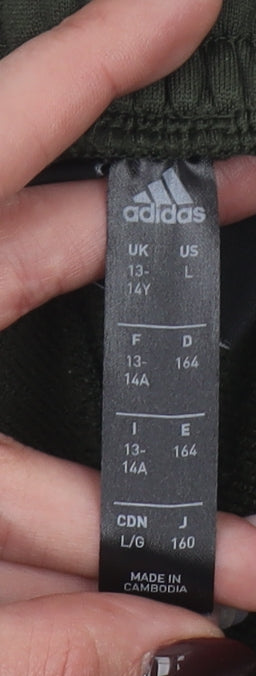 adidas
UK US
13- L
14Y
F D
13- 164
14A
I E
13- 164
14A
CDN J
L/G 160
MADE IN
CAMBODIA